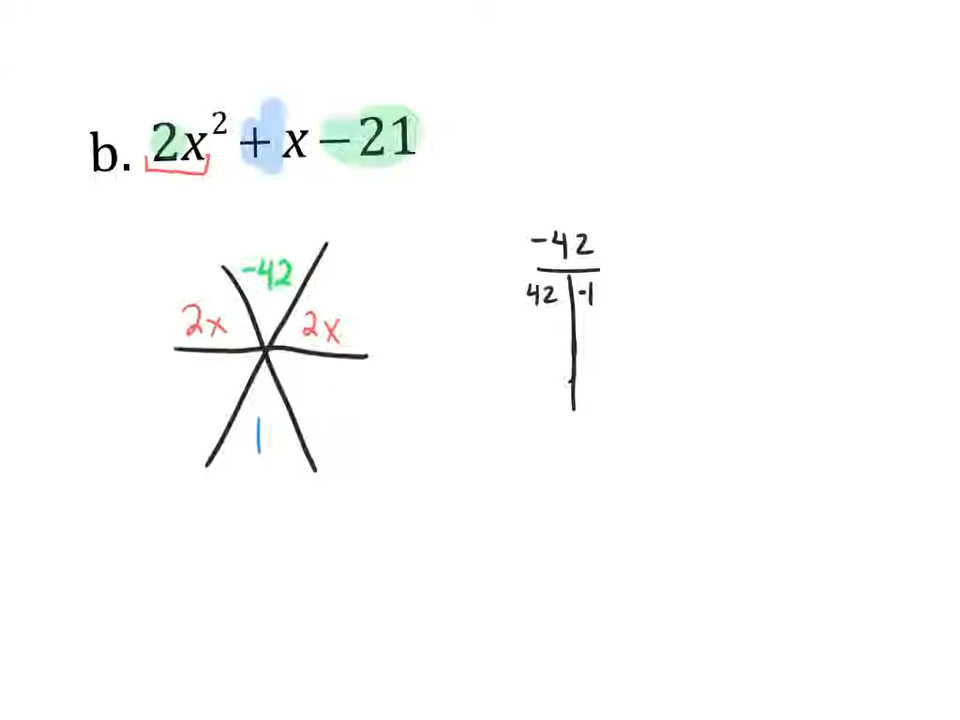 b. 2x² + x − 21
-42
2x 2x
1
-42
42 -1